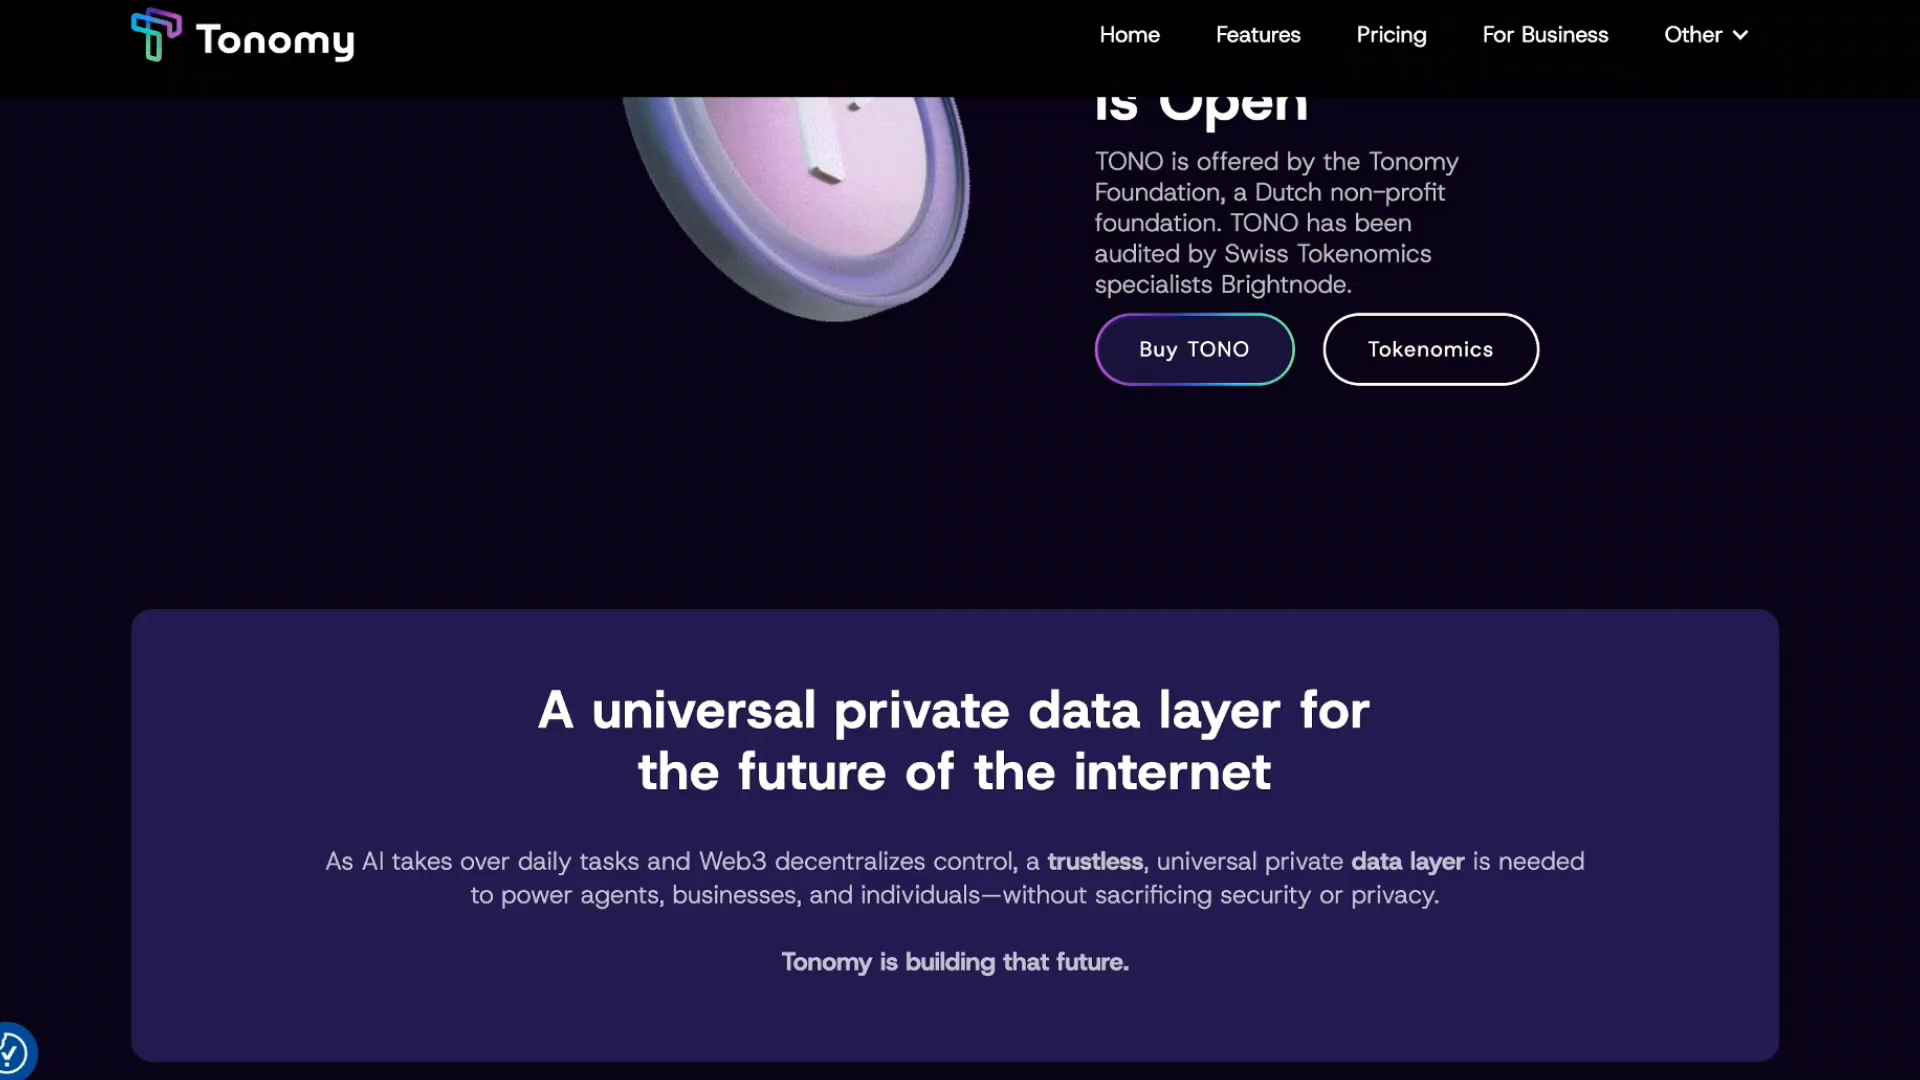 Tonomy
Home
Features
Pricing
For Business
Other
is Open
TONO is offered by the Tonomy
Foundation, a Dutch non-profit
foundation. TONO has been
audited by Swiss Tokenomics
specialists Brightnode.
Buy TONO
Tokenomics
A universal private data layer for
the future of the internet
As AI takes over daily tasks and Web3 decentralizes control, a trustless, universal private data layer is needed
to power agents, businesses, and individuals—without sacrificing security or privacy.
Tonomy is building that future.